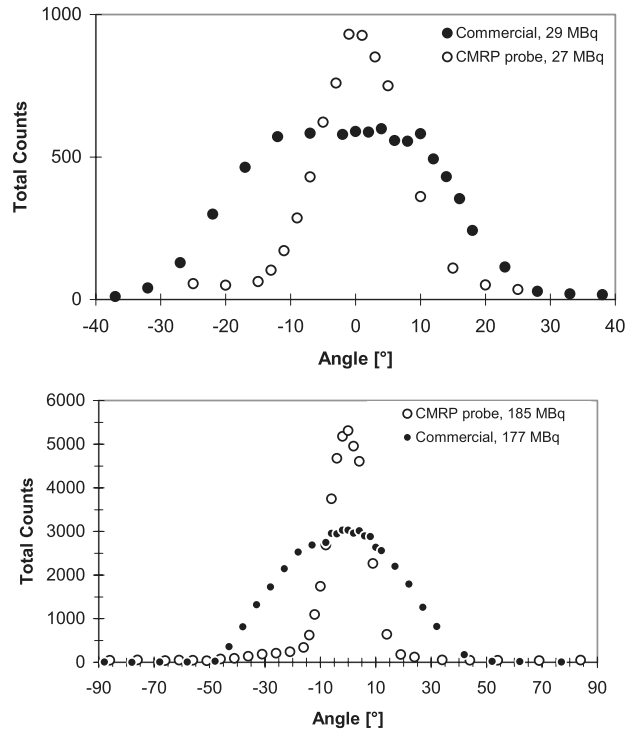 1000
Commercial, 29 MBq
CMRP probe, 27 MBq
Total Counts
500
0
-40 -30 -20 -10 0 10 20 30 40
Angle [°]
6000
CMRP probe, 185 MBq
5000
Commercial, 177 MBq
4000
Total Counts
3000
2000
1000
0
-90 -70 -50 -30 -10 10 30 50 70 90
Angle [°]